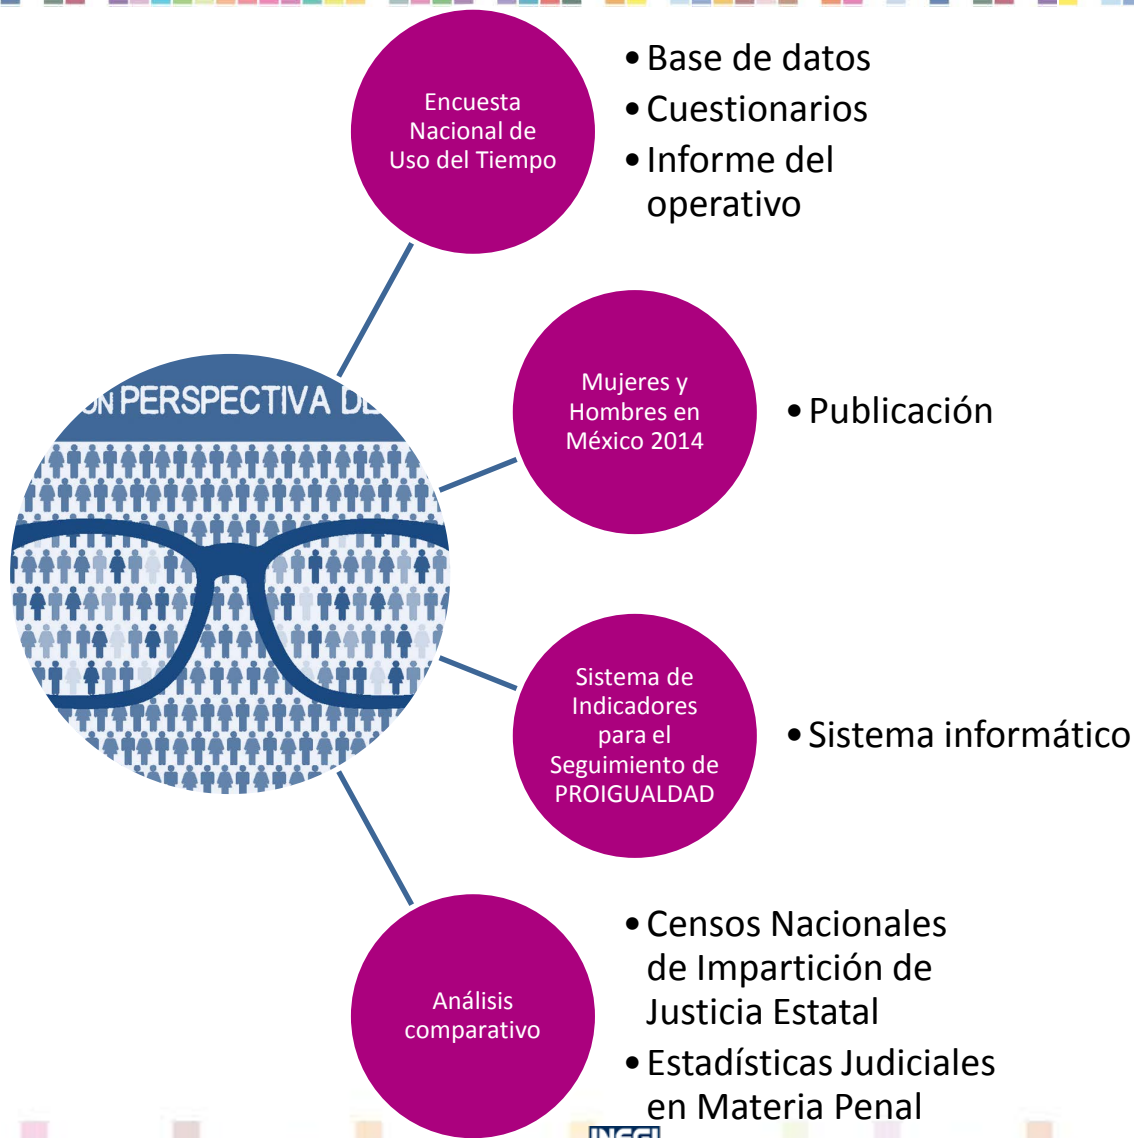 Encuesta
Nacional de
Uso del Tiempo
• Base de datos
• Cuestionarios
• Informe del
operativo
PERSPECTIVA
Mujeres y
Hombres en
México 2014
• Publicación
Sistema de
Indicadores
para el
Seguimiento de
PROIGUALDAD
• Sistema informático
Análisis
comparativo
• Censos Nacionales
de Impartición de
Justicia Estatal
• Estadísticas Judiciales
en Materia Penal
INEGI